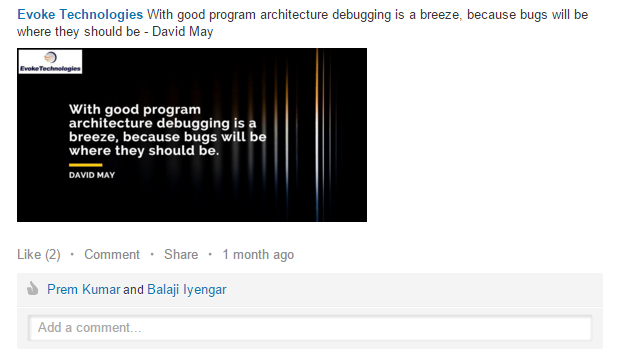 Evoke Technologies With good program architecture debugging is a breeze, because bugs will be
where they should be - David May
EvokeTechnologies
With good program
architecture debugging is a
breeze, because bugs will be
where they should be.
DAVID MAY
Like (2) • Comment • Share • 1 month ago
Prem Kumar and Balaji Iyengar
Add a comment...